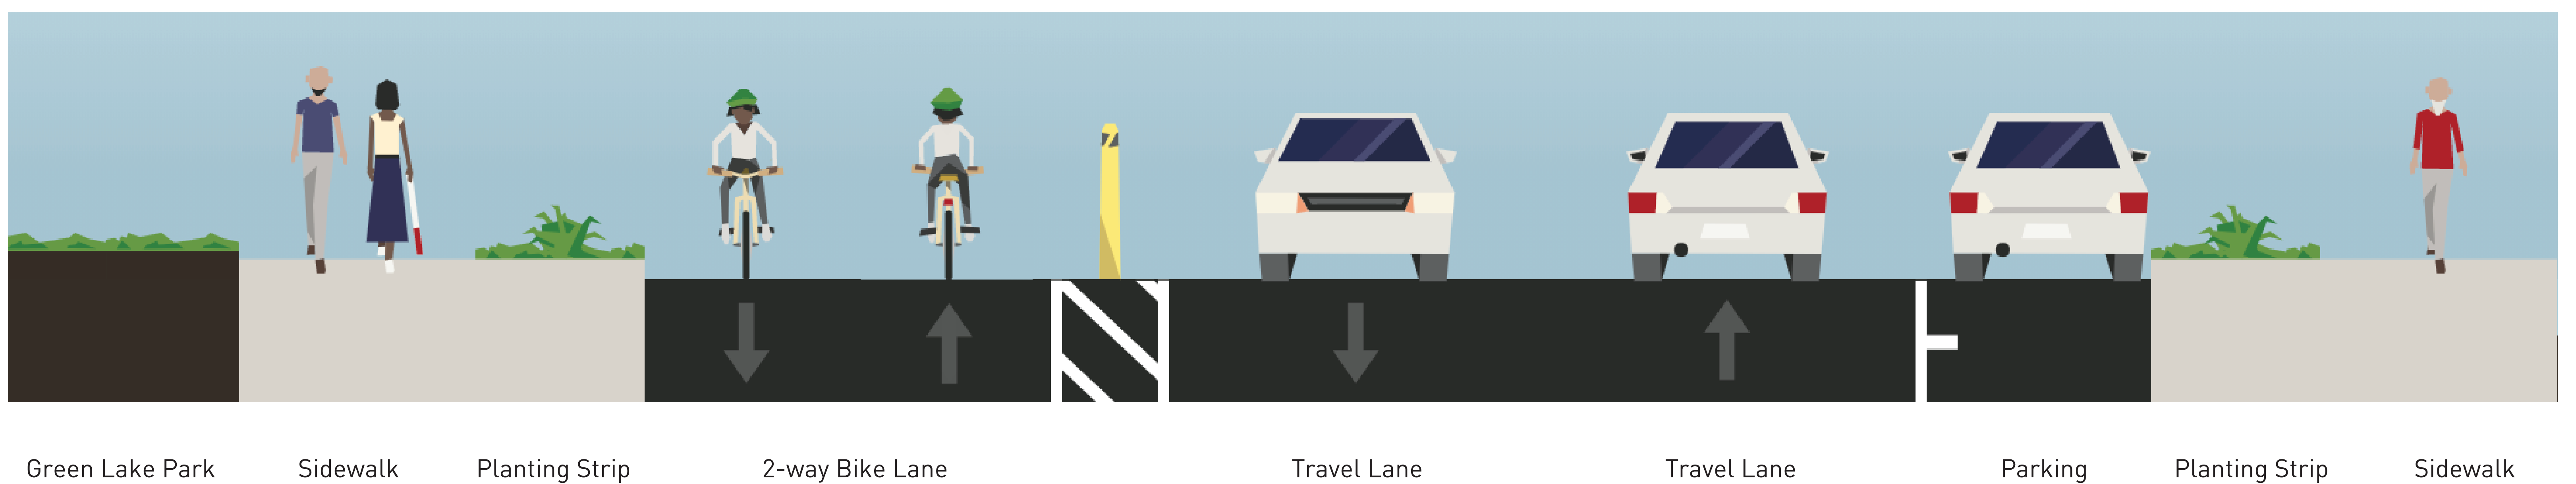 Green Lake Park
Sidewalk
Planting Strip
2-way Bike Lane
Travel Lane
Travel Lane
Parking
Planting Strip
Sidewalk